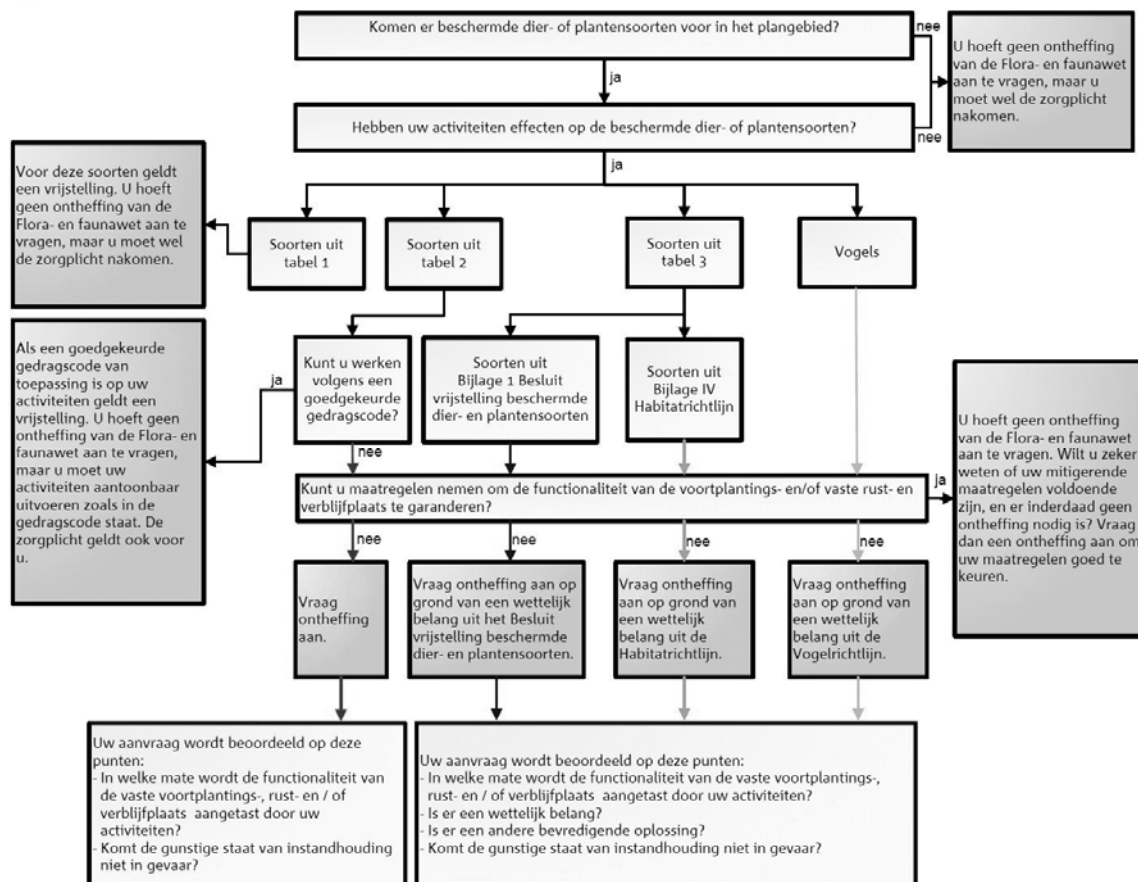 Komen er beschermde dier- of plantensoorten voor in het plangebied?
nee
U hoeft geen ontheffing
van de Flora- en faunawet
aan te vragen, maar u
moet wel de zorgplicht
nakomen.
ja
Hebben uw activiteiten effecten op de beschermde dier- of plantensoorten?
nee
ja
Voor deze soorten geldt
een vrijstelling. U hoeft
geen ontheffing van de
Flora- en faunawet aan te
vragen, maar u moet wel
de zorgplicht nakomen.
Soorten uit
tabel 1
Soorten uit
tabel 2
Soorten uit
tabel 3
Vogels
Als een goedgekeurde
gedragscode van
toepassing is op uw
activiteiten geldt een
vrijstelling. U hoeft geen
ontheffing van de Flora- en
faunawet aan te vragen,
maar u moet uw
activiteiten aantoonbaar
uitvoeren zoals in de
gedragscode staat. De
zorgplicht geldt ook voor
u.
ja
Kunt u werken
volgens een
goedgekeurde
gedragscode?
Soorten uit
Bijlage 1 Besluit
vrijstelling beschermde
dier- en plantensoorten
Soorten uit
Bijlage IV
Habitatrichtlijn
nee
Kunt u maatregelen nemen om de functionaliteit van de voortplantings- en/of vaste rust- en
verblijfplaats te garanderen?
ja
U hoeft geen ontheffing
van de Flora- en faunawet
aan te vragen. Wilt u zeker
weten of uw mitigerende
maatregelen voldoende
zijn, en er inderdaad geen
ontheffing nodig is? Vraag
dan een ontheffing aan om
uw maatregelen goed te
keuren.
nee
nee
nee
nee
Vraag
ontheffing
aan.
Vraag ontheffing aan op
grond van een wettelijk
belang uit het Besluit
vrijstelling beschermde
dier- en plantensoorten.
Vraag ontheffing
aan op grond van
een wettelijk
belang uit de
Habitatrichtlijn.
Vraag ontheffing
aan op grond van
een wettelijk
belang uit de
Vogelrichtlijn.
Uw aanvraag wordt beoordeeld op deze
punten:
- In welke mate wordt de functionaliteit van
de vaste voortplantings-, rust- en / of
verblijfplaats aangetast door uw
activiteiten?
- Komt de gunstige staat van instandhouding
niet in gevaar?
Uw aanvraag wordt beoordeeld op deze punten:
- In welke mate wordt de functionaliteit van de vaste voortplantings-,
rust- en / of verblijfplaats aangetast door uw activiteiten?
- Is er een wettelijk belang?
- Is er een andere bevredigende oplossing?
- Komt de gunstige staat van instandhouding niet in gevaar?